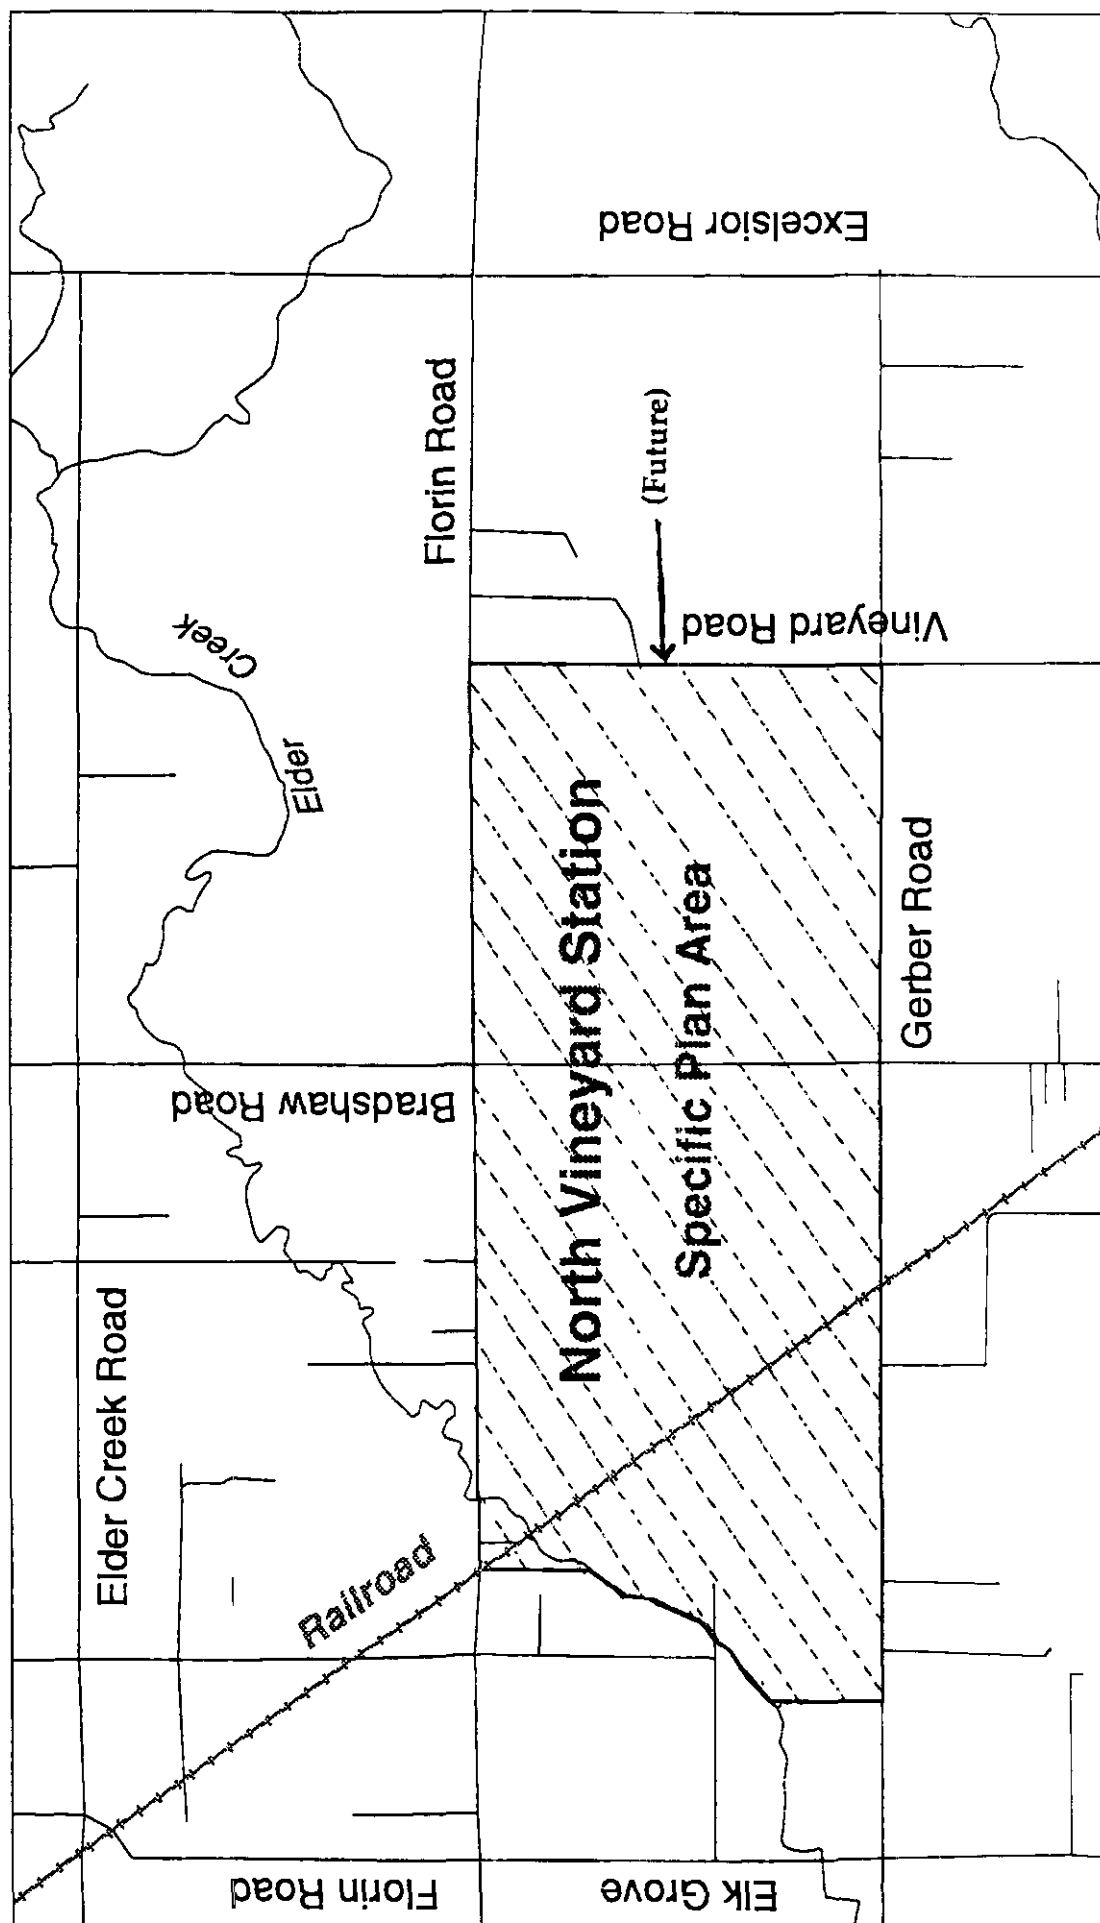 Elder Creek Road
Railroad
Florin Road
Elk Grove
Bradshaw Road
Elder
Creek
Florin Road
North Vineyard Station
Specific Plan Area
Gerber Road
(Future)
Vineyard Road
Excelsior Road